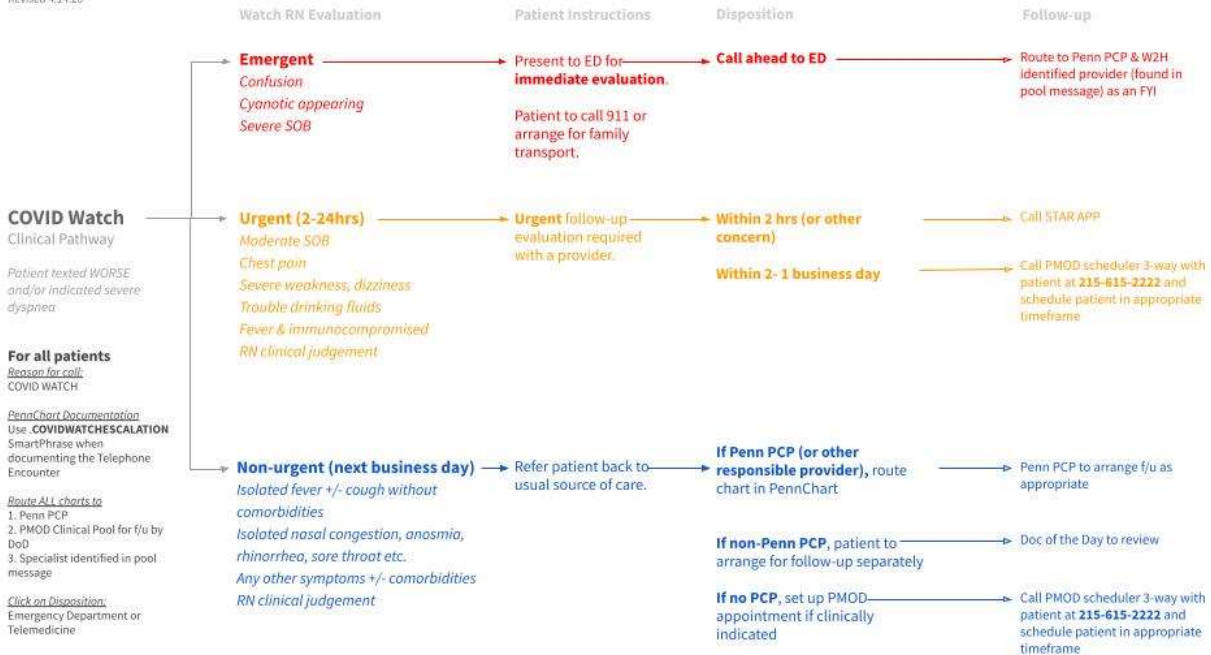 Watch RN Evaluation
Patient Instructions
Disposition
Follow-up
COVID Watch
Clinical Pathway
Patient texted WORSE
and/or indicated severe
dyspnea
For all patients
Reason for call:
COVID WATCH
PennChart Documentation
Use .COVIDWATCHESCALATION
SmartPhrase when
documenting the Telephone
Encounter
Route ALL charts to
1. Penn PCP
2. PMOD Clinical Pool for f/u by
DoD
3. Specialist identified in pool
message
Click on Disposition:
Emergency Department or
Telemedicine
Emergent
Confusion
Cyanotic appearing
Severe SOB
Present to ED for
immediate evaluation.
Patient to call 911 or
arrange for family
transport.
Call ahead to ED
Route to Penn PCP & W2H
identified provider (found in
pool message) as an FYI
Urgent (2-24hrs)
Moderate SOB
Chest pain
Severe weakness, dizziness
Trouble drinking fluids
Fever & immunocompromised
RN clinical judgement
Urgent follow-up
evaluation required
with a provider.
Within 2 hrs (or other
concern)
Call STAR APP
Within 2- 1 business day
Call PMOD scheduler 3-way with
patient at 215-615-2222 and
schedule patient in appropriate
timeframe
Non-urgent (next business day)
Isolated fever +/- cough without
comorbidities
Isolated nasal congestion, anosmia,
rhinorrhea, sore throat etc.
Any other symptoms +/- comorbidities
RN clinical judgement
Refer patient back to
usual source of care.
If Penn PCP (or other
responsible provider), route
chart in PennChart
Penn PCP to arrange f/u as
appropriate
If non-Penn PCP, patient to
arrange for follow-up separately
Doc of the Day to review
If no PCP, set up PMOD
appointment if clinically
indicated
Call PMOD scheduler 3-way with
patient at 215-615-2222 and
schedule patient in appropriate
timeframe